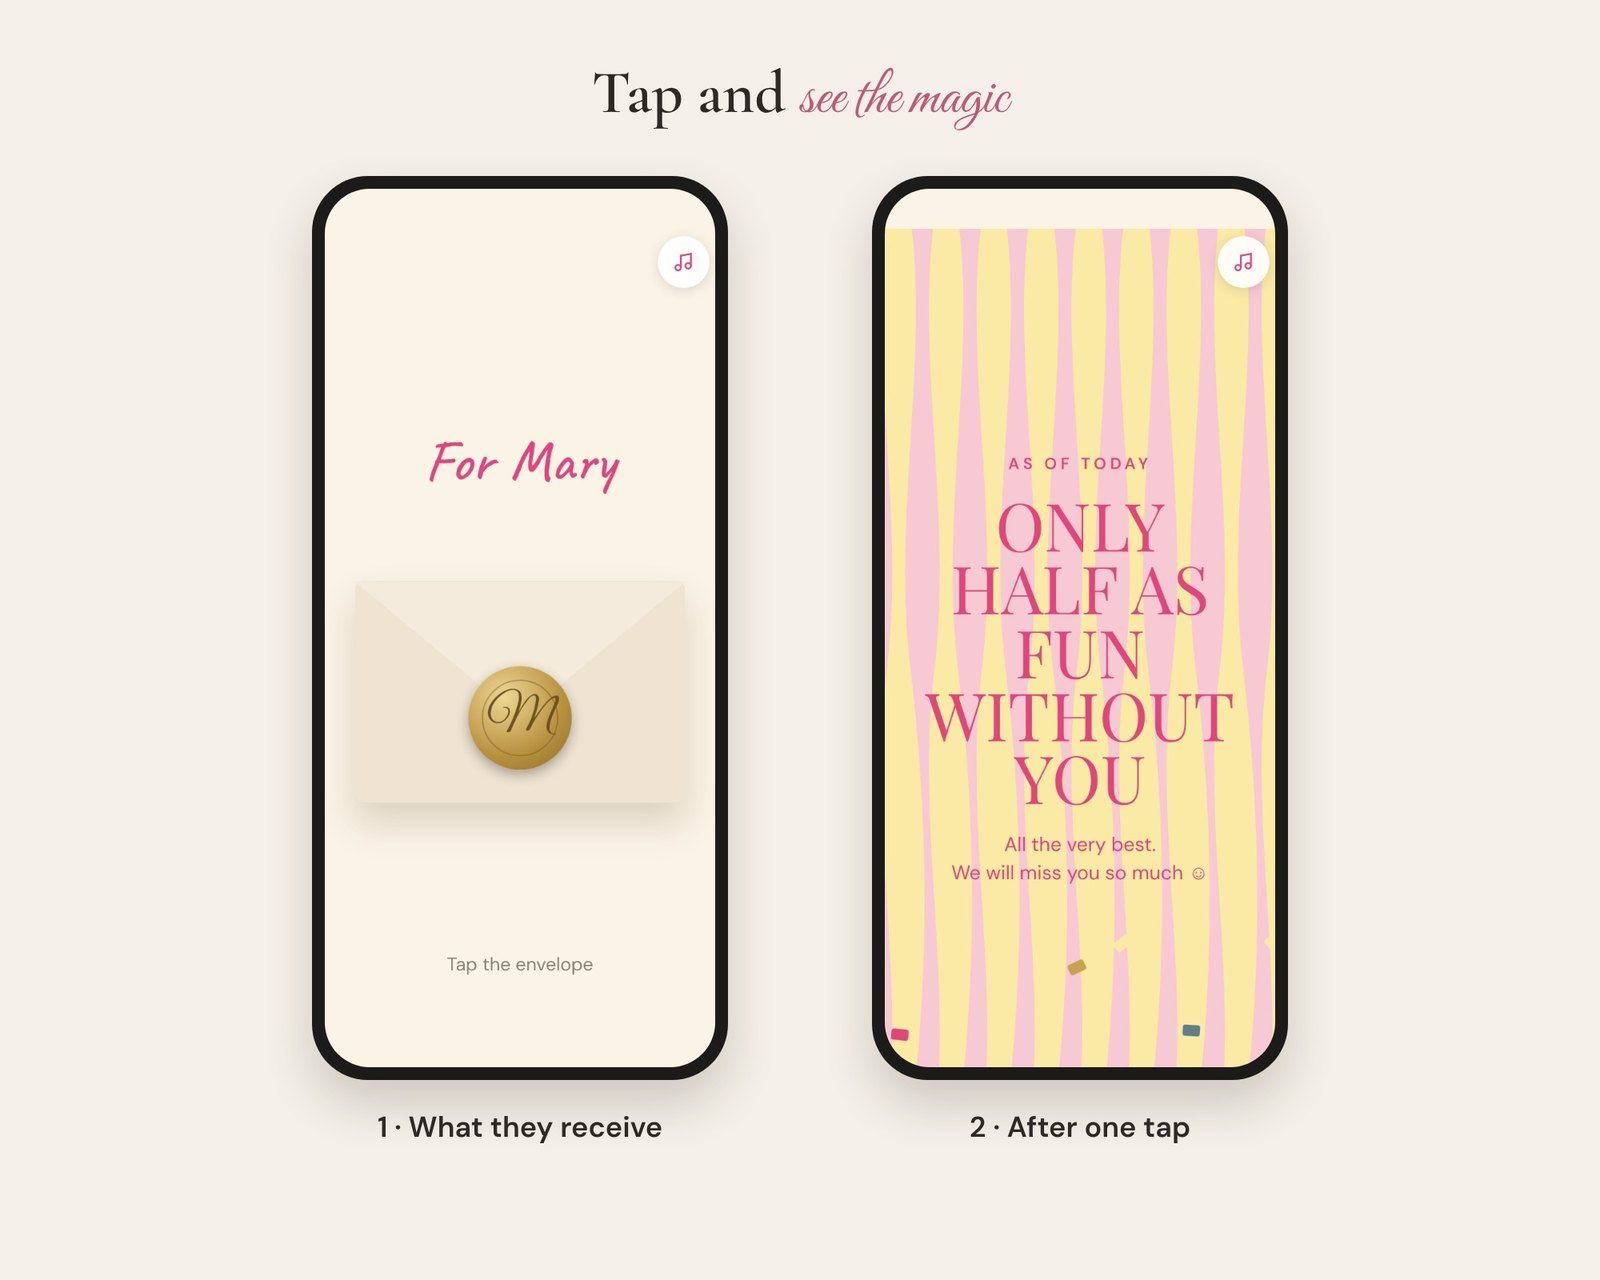 Tap and see the magic
For Mary
M
Tap the envelope
1 · What they receive
AS OF TODAY
ONLY
HALF AS
FUN
WITHOUT
YOU
All the very best.
We will miss you so much ☺
2 · After one tap